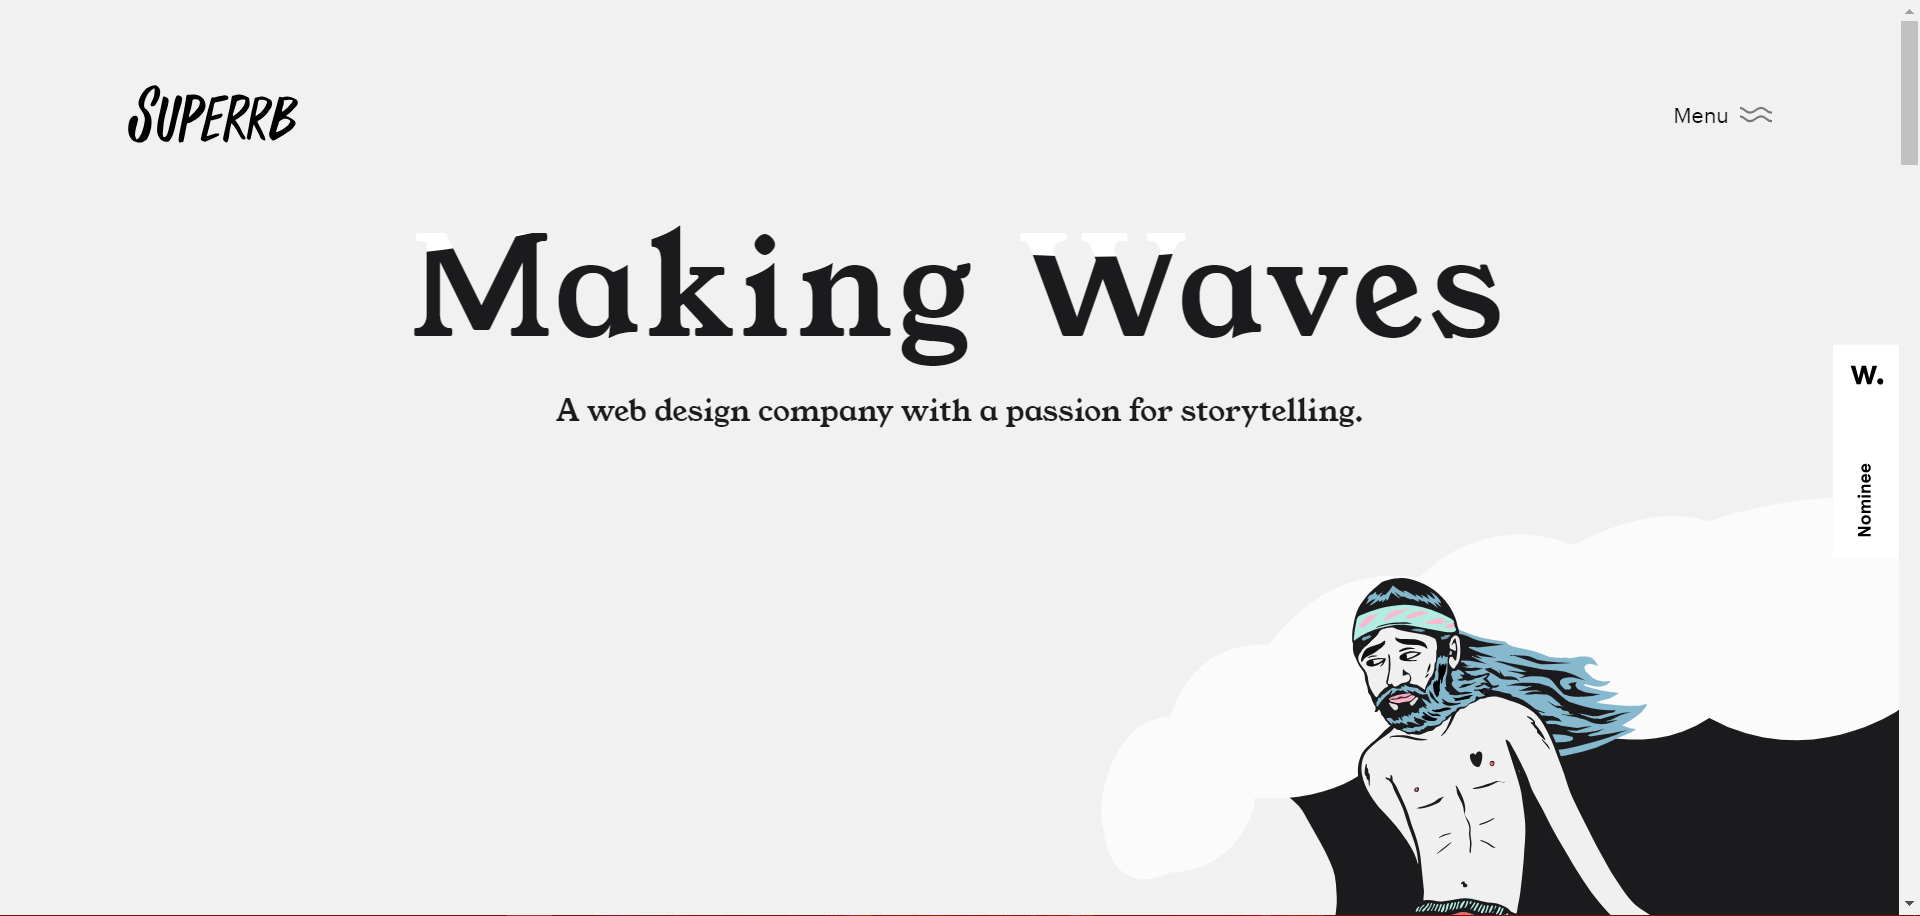 SUPERRB
Menu
Making Waves
A web design company with a passion for storytelling.
W.
Nominee